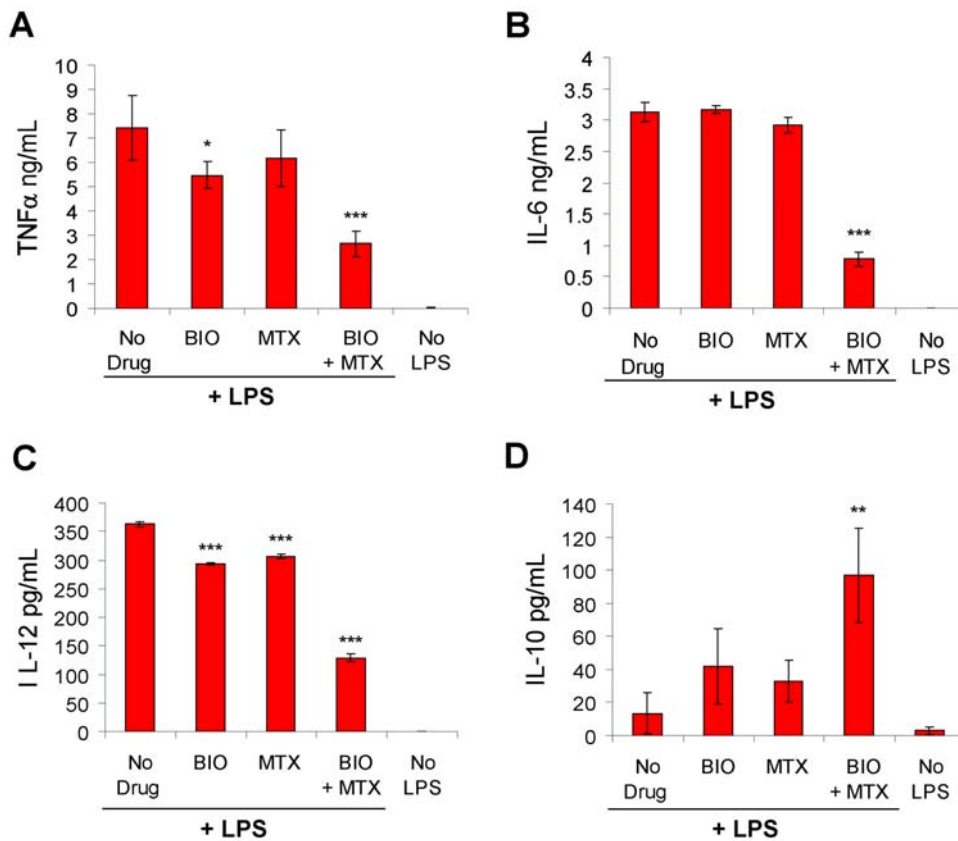 A
TNFα ng/mL
10
9
8
7
6
5
4
3
2
1
0
*
***
No Drug
BIO
MTX
BIO + MTX
No LPS
+ LPS
B
IL-6 ng/mL
4
3.5
3
2.5
2
1.5
1
0.5
0
***
No Drug
BIO
MTX
BIO + MTX
No LPS
+ LPS
C
I L-12 pg/mL
400
350
300
250
200
150
100
50
0
***
***
***
No Drug
BIO
MTX
BIO + MTX
No LPS
+ LPS
D
IL-10 pg/mL
140
120
100
80
60
40
20
0
**
No Drug
BIO
MTX
BIO + MTX
No LPS
+ LPS